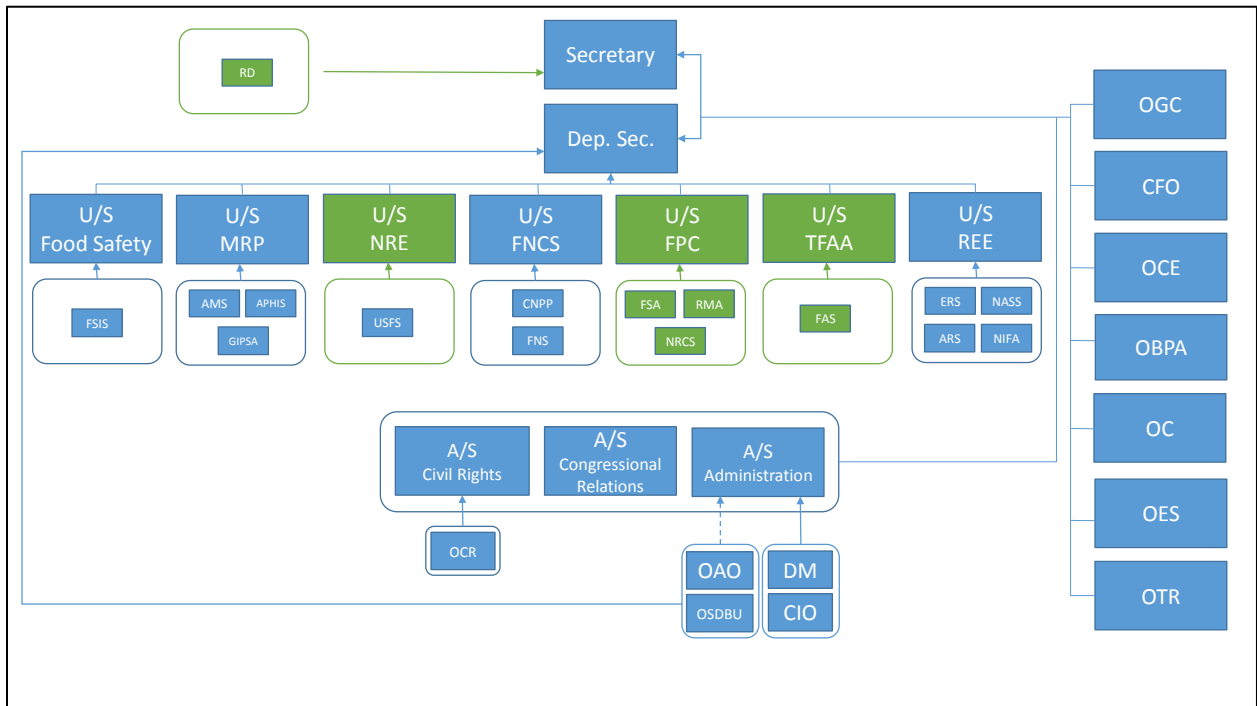 RD
Secretary
Dep. Sec.
U/S
Food Safety
U/S
MRP
U/S
NRE
U/S
FNCS
U/S
FPC
U/S
TFAA
U/S
REE
FSIS
AMS
APHIS
GIPSA
USFS
CNPP
FNS
FSA
RMA
NRCS
FAS
ERS
NASS
ARS
NIFA
A/S
Civil Rights
A/S
Congressional
Relations
A/S
Administration
OCR
OAO
OSDBU
DM
CIO
OGC
CFO
OCE
OBPA
OC
OES
OTR